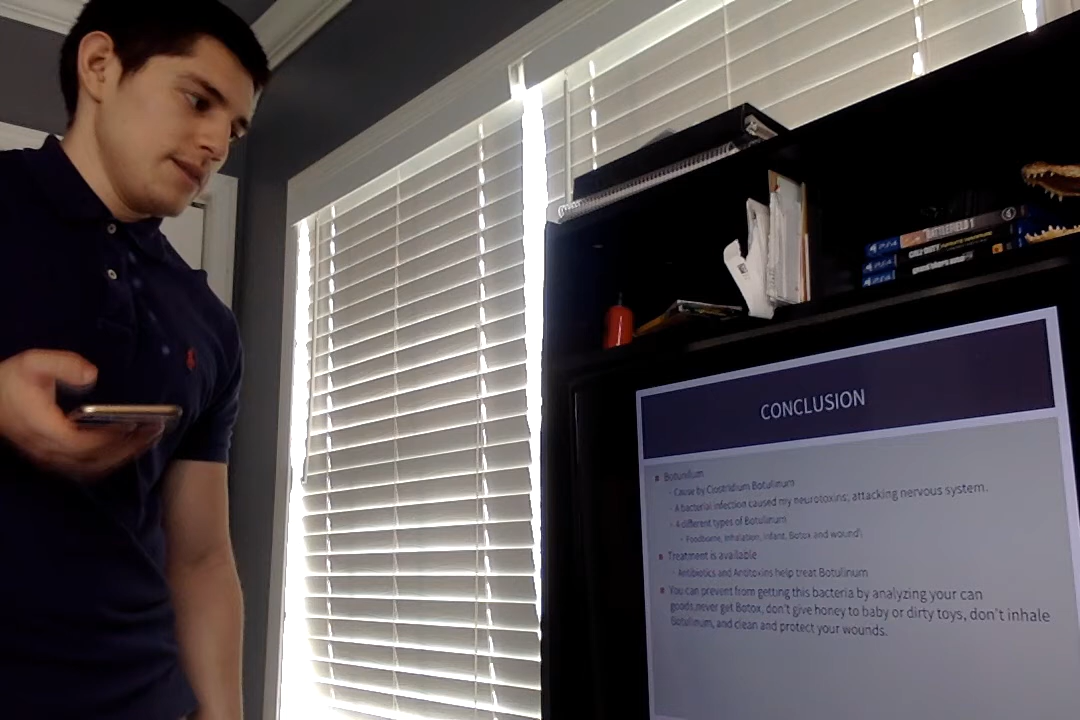 BATTLEFIELD 1
CALL OF DUTY
CONCLUSION
Botulinum
Cause by Clostridium Botulinum
A bacterial infection caused my neurotoxins; attacking nervous system.
4 different types of Botulinum
Foodborne, Inhalation, Infant, Botox and wound\
Treatment is available
Antibiotics and Antitoxins help treat Botulinum
You can prevent from getting this bacteria by analyzing your can
goods,never get Botox, don't give honey to baby or dirty toys, don't inhale
Botulinum, and clean and protect your wounds.